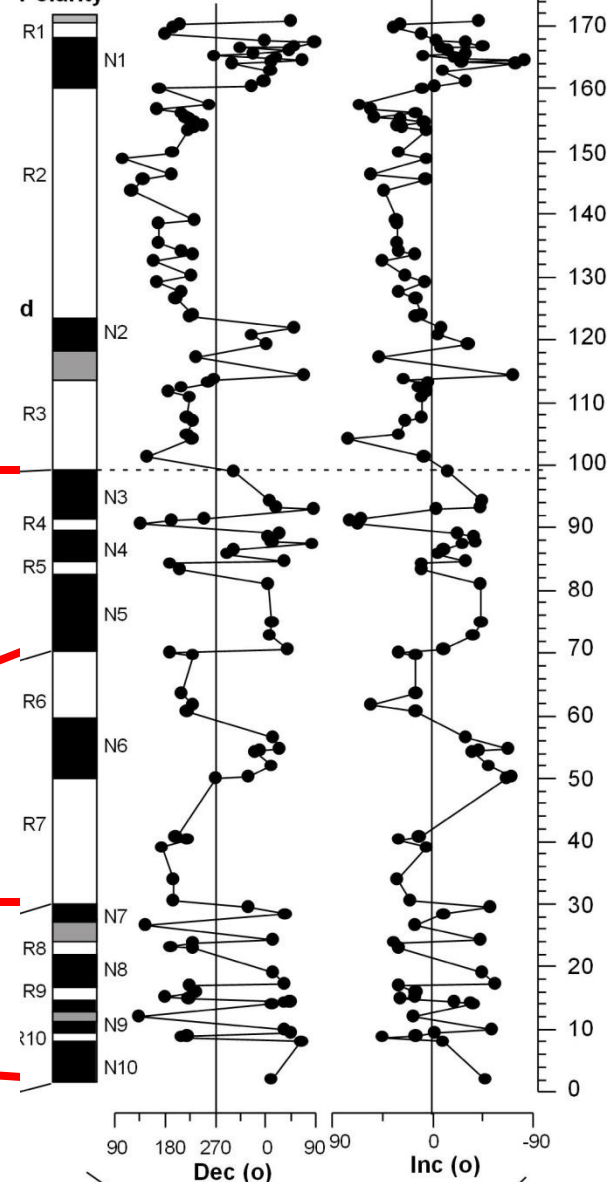 Polarity
R1
N1
R2
d
N2
R3
N3
R4
N4
R5
N5
R6
N6
R7
N7
R8
N8
R9
N9
R10
N10
170
160
150
140
130
120
110
100
90
80
70
60
50
40
30
20
10
0
90 180 270 0 90
Dec (o)
90 0 -90
Inc (o)